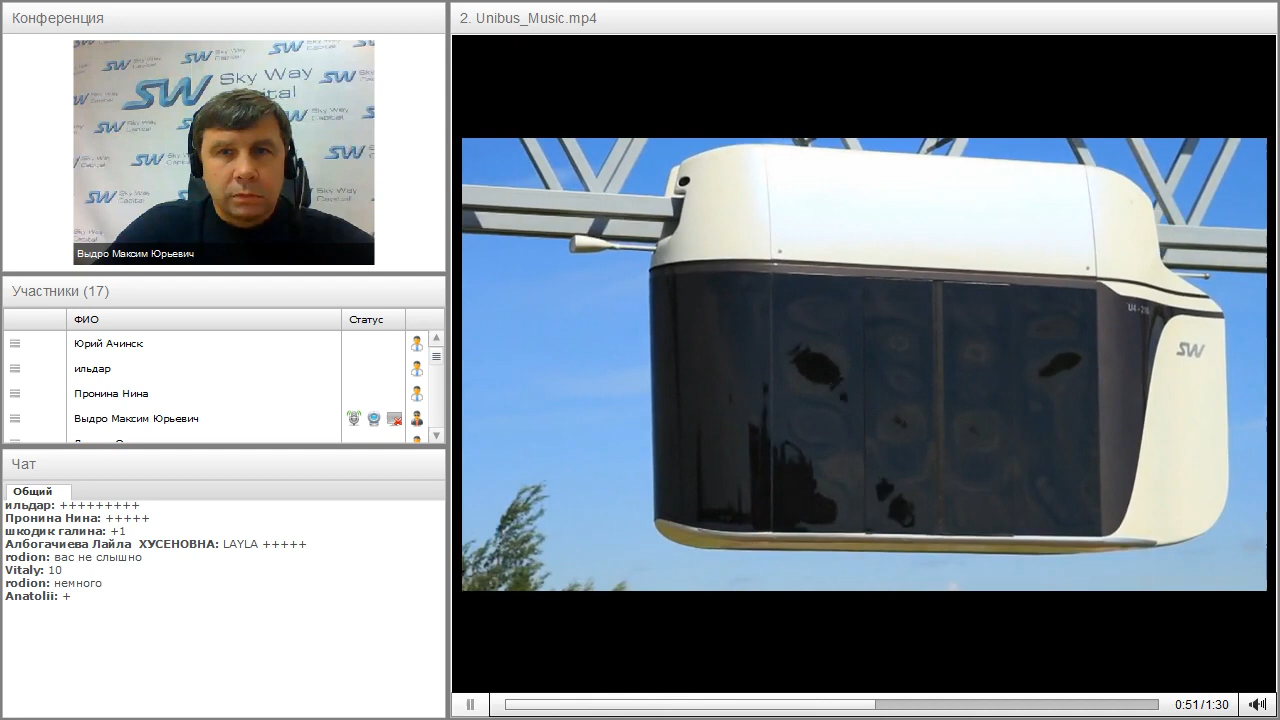 Конференция
SW Sky Way Capital
Выдро Максим Юрьевич
Участники (17)
ФИО Статус
Юрий Ачинск
ильдар
Пронина Нина
Выдро Максим Юрьевич
Чат
Общий
ильдар: +++++++++
Пронина Нина: +++++
шкодик галина: +1
Албогачиева Лайла ХУСЕНОВНА: LAYLA +++++
rodion: вас не слышно
Vitaly: 10
rodion: немного
Anatolii: +
2. Unibus_Music.mp4
SW
0:51/1:30